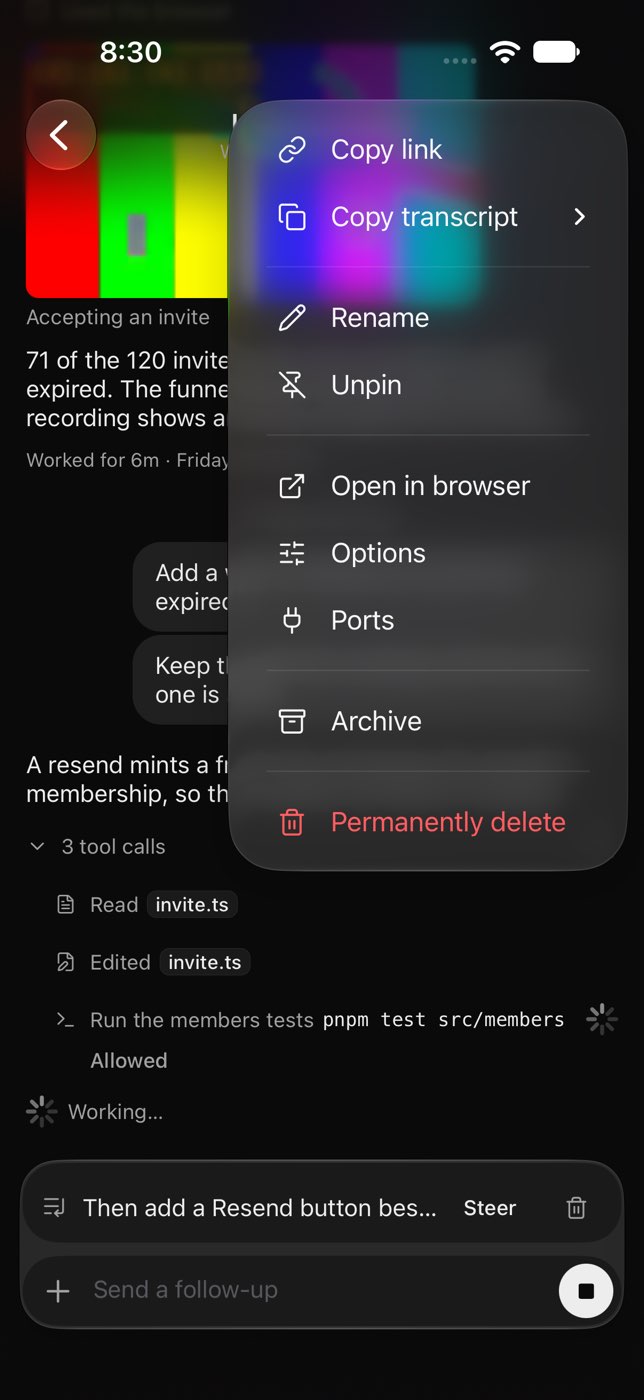 8:30
Copy link
Copy transcript
Rename
Unpin
Open in browser
Options
Ports
Archive
Permanently delete
Accepting an invite
71 of the 120 invite
expired. The funne
recording shows a
Worked for 6m · Friday
Add a
expired
Keep t
one is
A resend mints a fr
membership, so th
3 tool calls
Read invite.ts
Edited invite.ts
Run the members tests pnpm test src/members
Allowed
Working...
Then add a Resend button bes... Steer
Send a follow-up